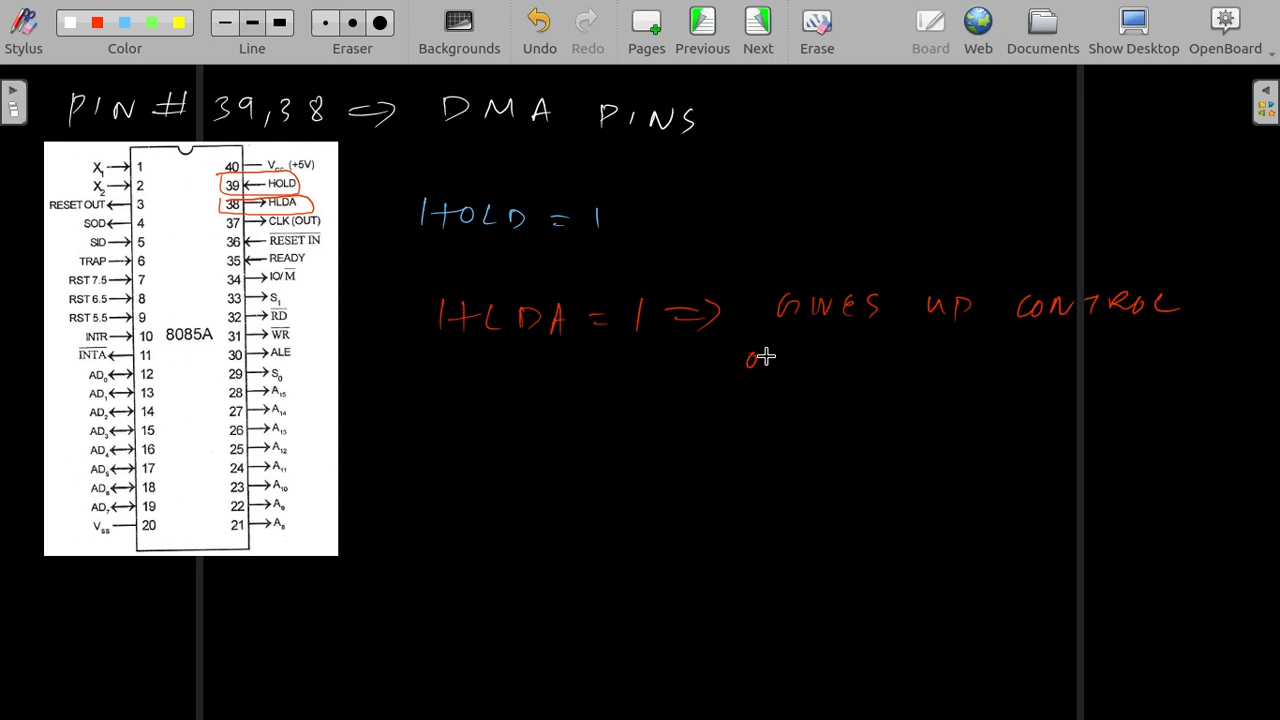 Stylus Color Line Eraser Backgrounds Undo Redo Pages Previous Next Erase Board Web Documents Show Desktop OpenBoard
PIN # 39,38 ⇒ DMA PINS
X1 1 40 VCC (+5V)
X2 2 39 HOLD
RESET OUT 3 38 HLDA
SOD 4 37 CLK (OUT)
SID 5 36 RESET IN
TRAP 6 35 READY
RST 7.5 7 34 IO/M
RST 6.5 8 33 S1
RST 5.5 9 32 RD
INTR 10 8085A 31 WR
INTA 11 30 ALE
AD0 12 29 S0
AD1 13 28 A15
AD2 14 27 A14
AD3 15 26 A13
AD4 16 25 A12
AD5 17 24 A11
AD6 18 23 A10
AD7 19 22 A9
VSS 20 21 A8
HOLD = 1
HLDA = 1 ⇒ GIVES UP CONTROL
O